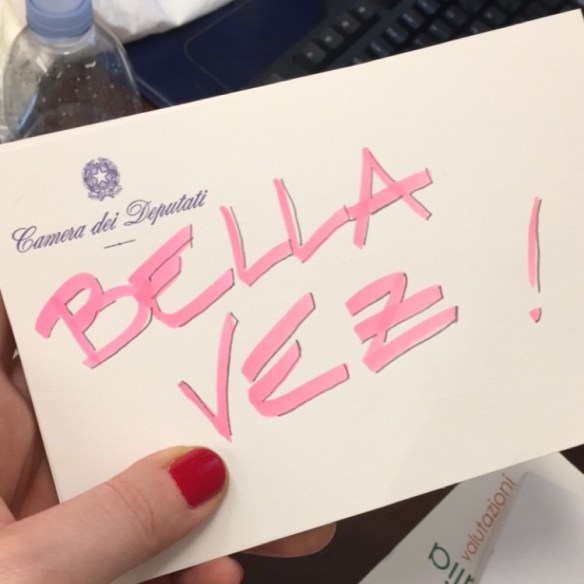 Camera dei Deputati
BELLA
VEZ !
valutazioni